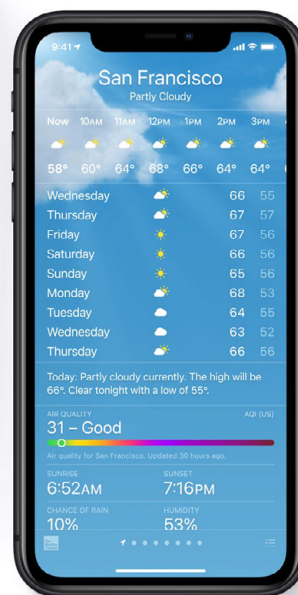 9:41
San Francisco
Partly Cloudy
Now 10AM 11AM 12PM 1PM 2PM 3PM
58° 60° 64° 68° 66° 64° 64°
Wednesday 66 55
Thursday 67 57
Friday 67 56
Saturday 66 56
Sunday 65 56
Monday 68 53
Tuesday 64 55
Wednesday 63 52
Thursday 66 56
Today: Partly cloudy currently. The high will be
66°. Clear tonight with a low of 55°.
AIR QUALITY AQI (US)
31 – Good
Air quality for San Francisco. Updated 30 hours ago.
SUNRISE SUNSET
6:52AM 7:16PM
CHANCE OF RAIN HUMIDITY
10% 53%